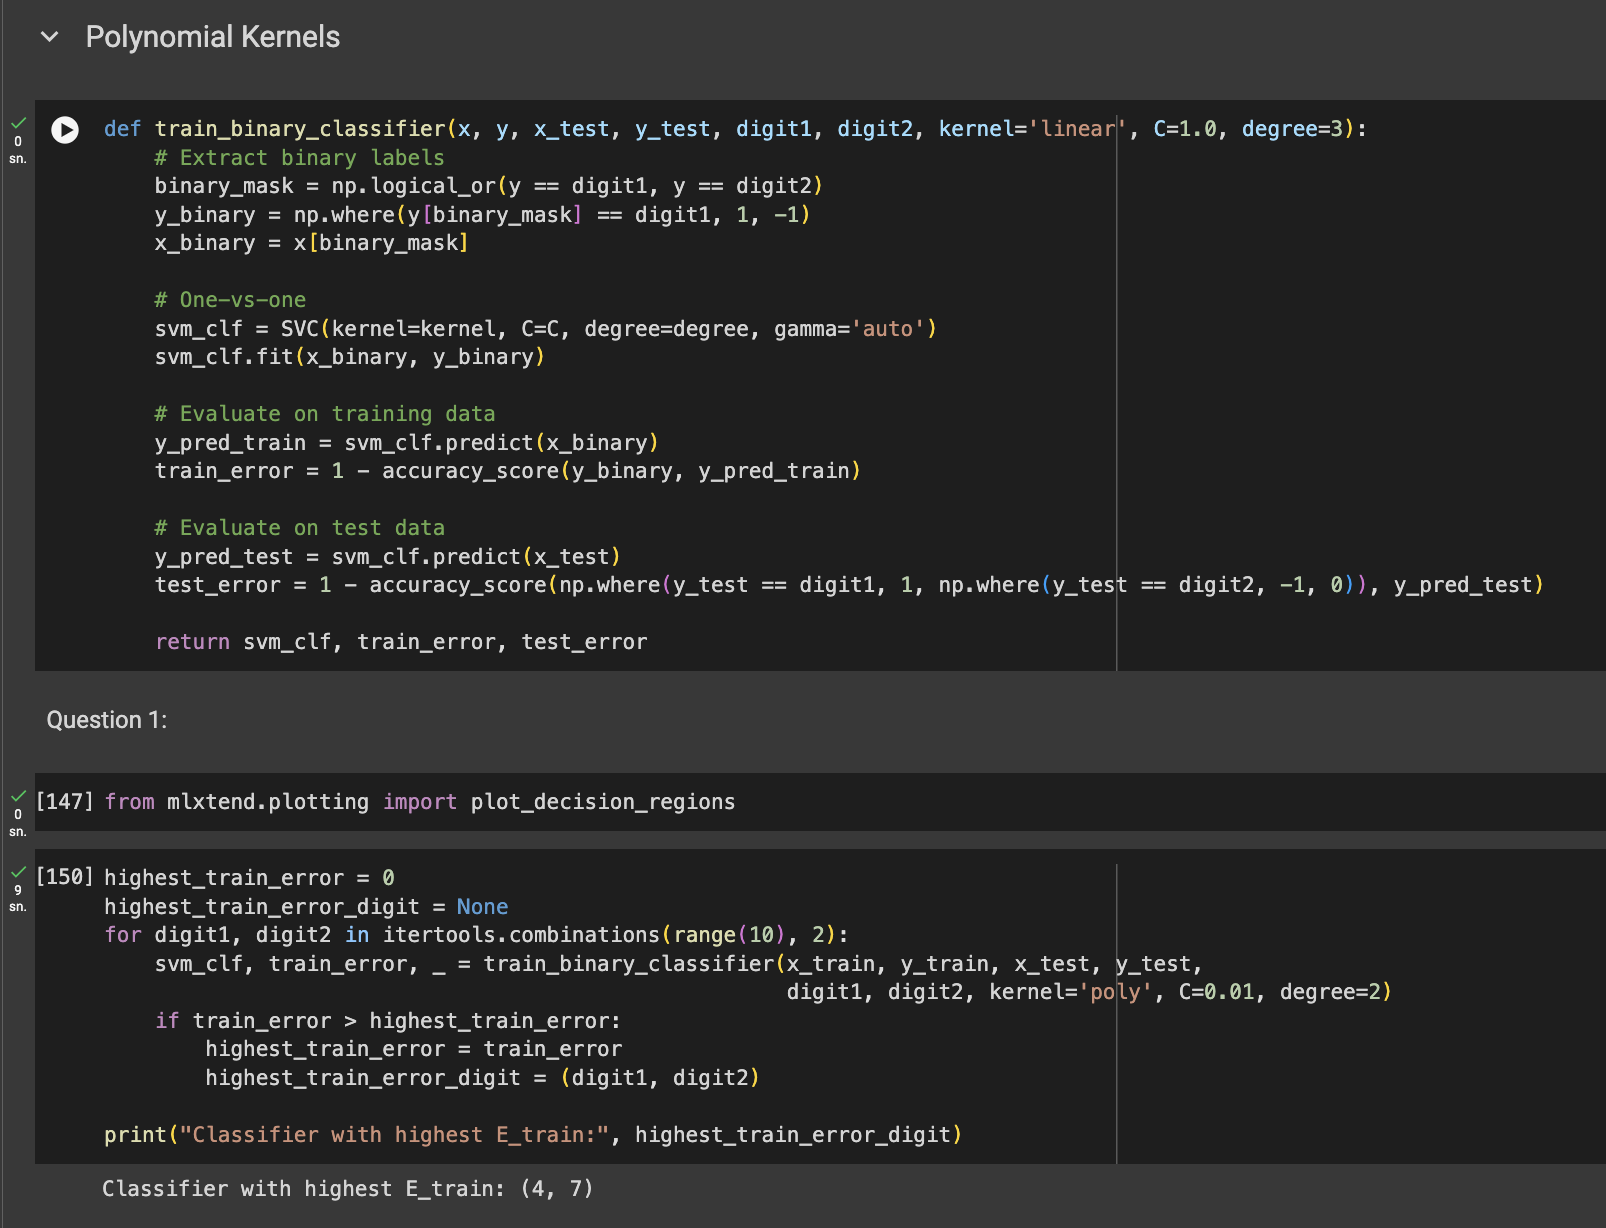 Polynomial Kernels
0
sn.
def train_binary_classifier(x, y, x_test, y_test, digit1, digit2, kernel='linear', C=1.0, degree=3):
    # Extract binary labels
    binary_mask = np.logical_or(y == digit1, y == digit2)
    y_binary = np.where(y[binary_mask] == digit1, 1, -1)
    x_binary = x[binary_mask]

    # One-vs-one
    svm_clf = SVC(kernel=kernel, C=C, degree=degree, gamma='auto')
    svm_clf.fit(x_binary, y_binary)

    # Evaluate on training data
    y_pred_train = svm_clf.predict(x_binary)
    train_error = 1 - accuracy_score(y_binary, y_pred_train)

    # Evaluate on test data
    y_pred_test = svm_clf.predict(x_test)
    test_error = 1 - accuracy_score(np.where(y_test == digit1, 1, np.where(y_test == digit2, -1, 0)), y_pred_test)

    return svm_clf, train_error, test_error
Question 1:
0
sn.
[147] from mlxtend.plotting import plot_decision_regions
9
sn.
[150] highest_train_error = 0
highest_train_error_digit = None
for digit1, digit2 in itertools.combinations(range(10), 2):
    svm_clf, train_error, _ = train_binary_classifier(x_train, y_train, x_test, y_test,
                                                      digit1, digit2, kernel='poly', C=0.01, degree=2)
    if train_error > highest_train_error:
        highest_train_error = train_error
        highest_train_error_digit = (digit1, digit2)

print("Classifier with highest E_train:", highest_train_error_digit)
Classifier with highest E_train: (4, 7)